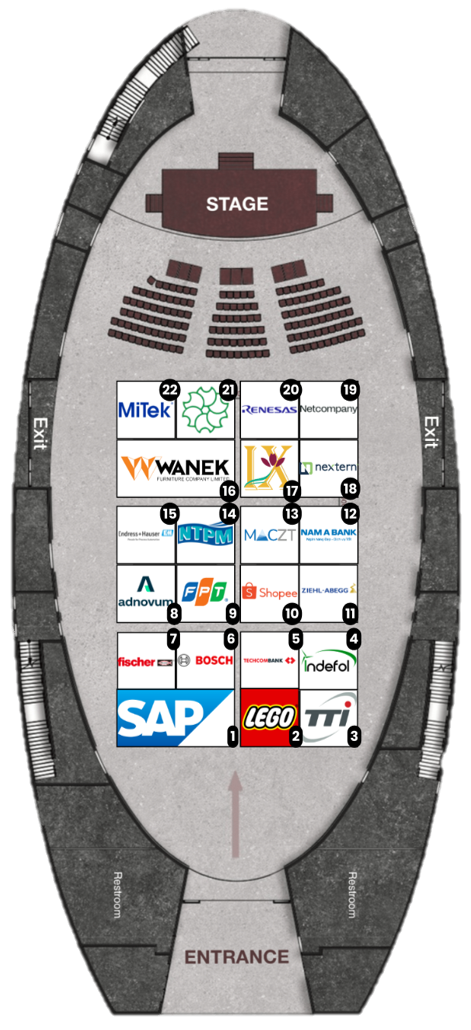 STAGE
Exit
Exit
22
21
20
19
MiTek
RENESAS
Netcompany
WANEK
FURNITURE COMPANY LIMITED
LX
nextern
16
17
18
15
14
13
12
Endress+Hauser EH
NTPM
MACZT
NAM A BANK
adnovum
FPT
Shopee
ZIEHL-ABEGG
8
9
10
11
7
6
5
4
fischer
BOSCH
TECHCOMBANK
indefol
SAP
LEGO
TTI
1
2
3
Restroom
Restroom
ENTRANCE